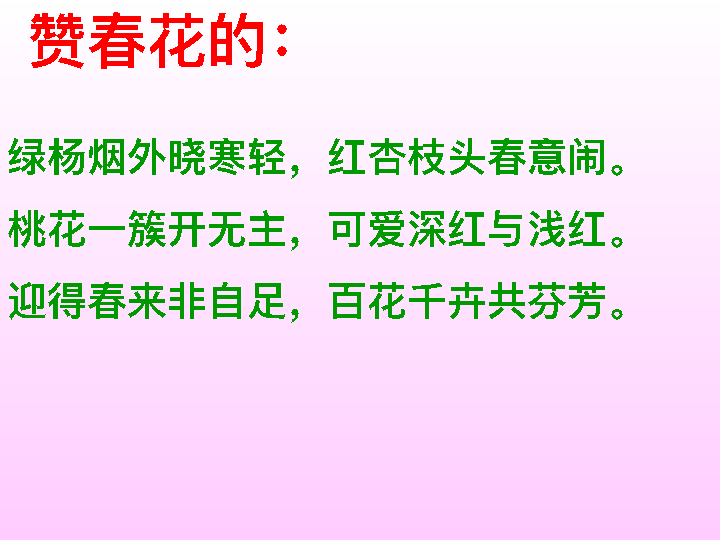 赞春花的：
绿杨烟外晓寒轻，红杏枝头春意闹。
桃花一簇开无主，可爱深红与浅红。
迎得春来非自足，百花千卉共芬芳。